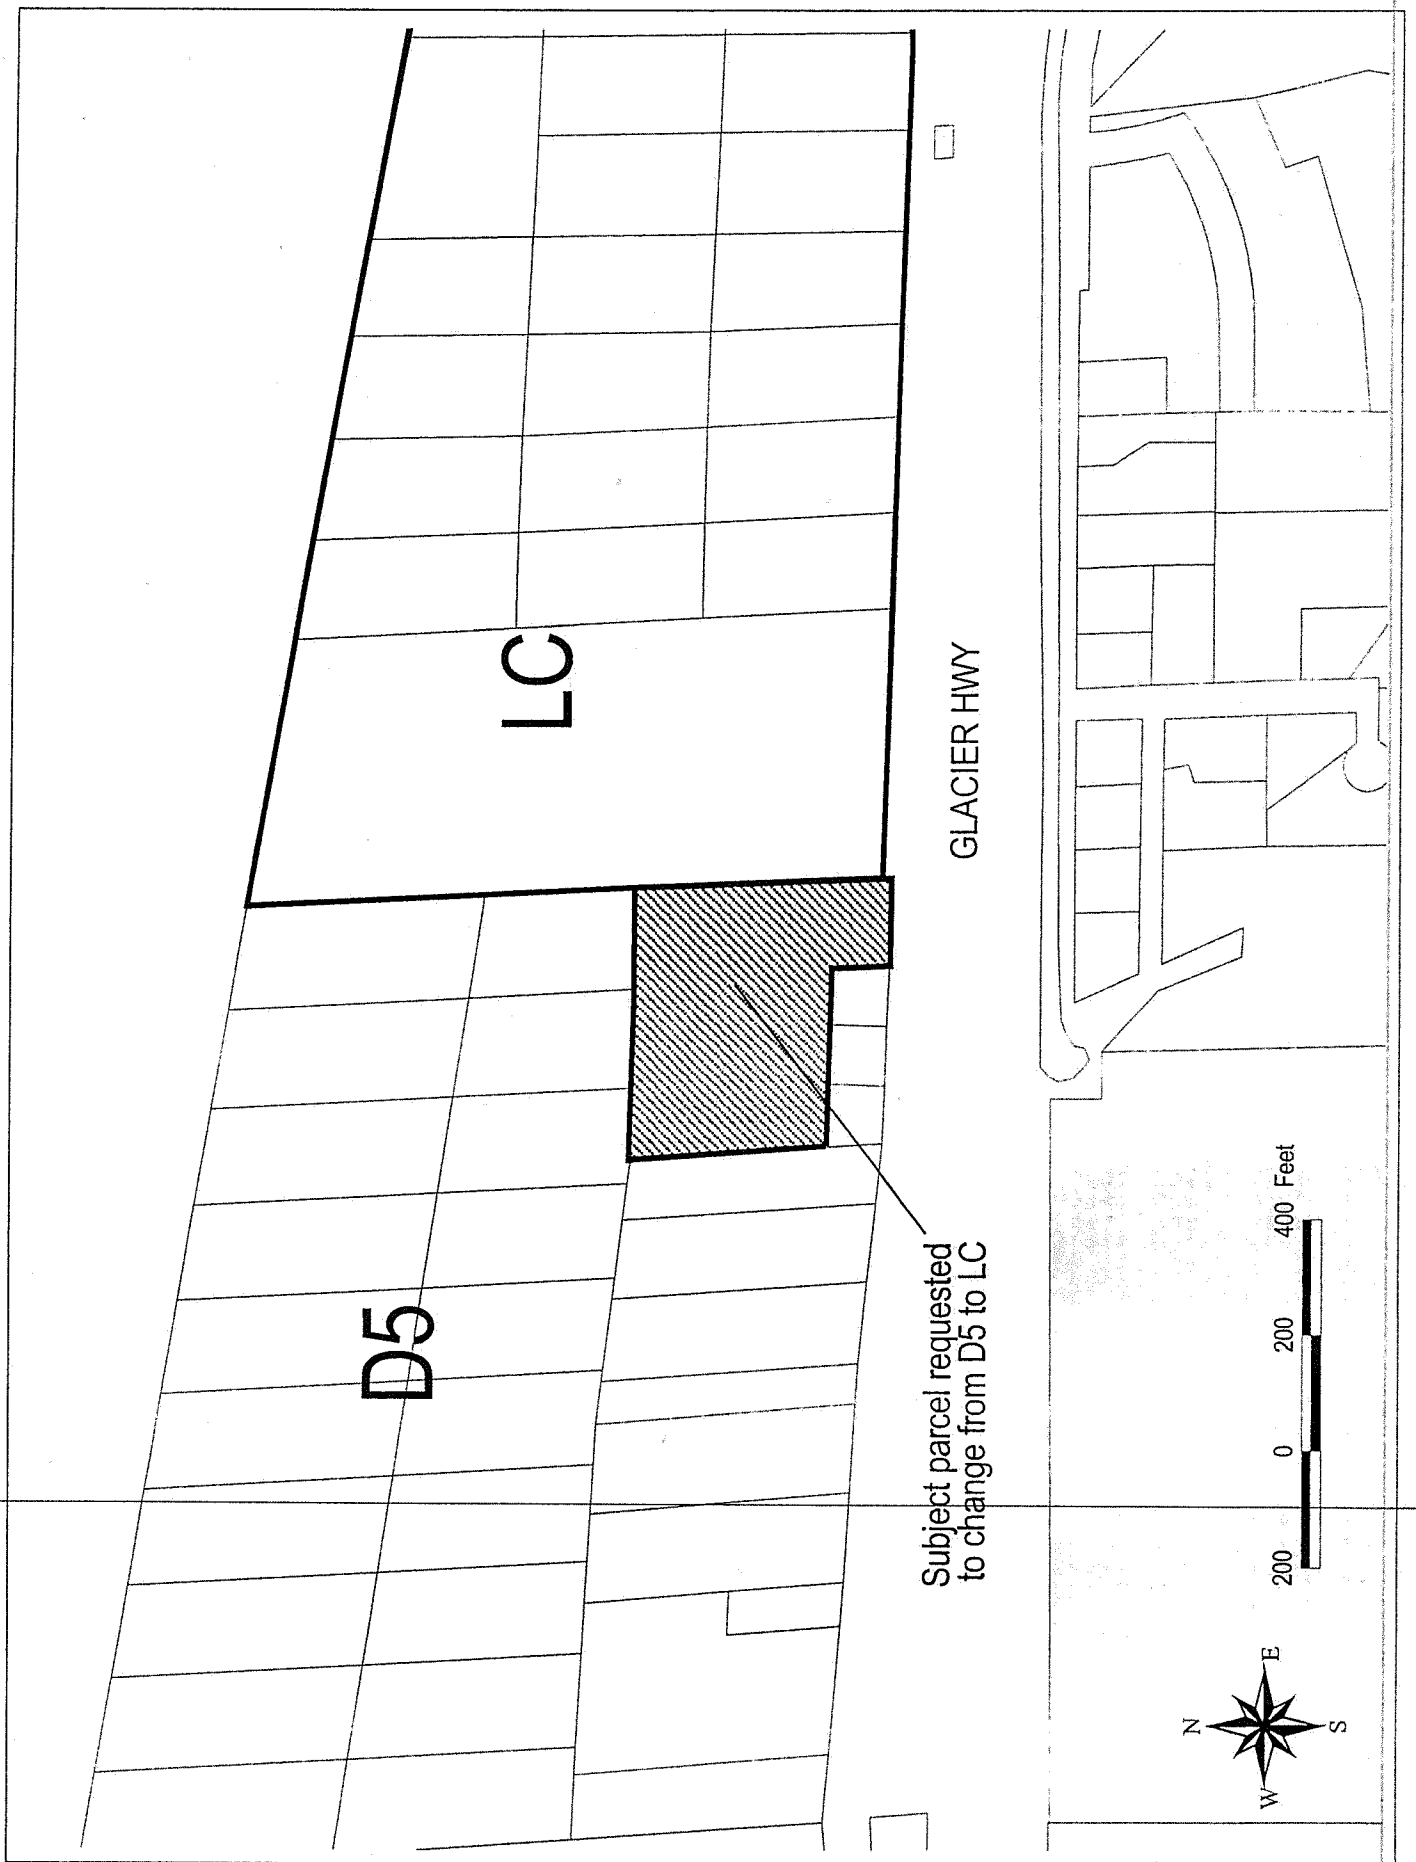 LC
D5
GLACIER HWY
Subject parcel requested
to change from D5 to LC
200 0 200 400 Feet
N
W E
S